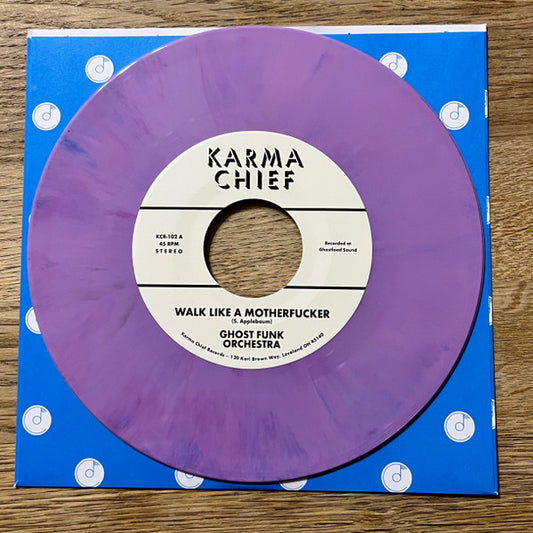 KARMA
CHIEF
KCR-102 A
45 RPM
STEREO
Recorded at
Ghostfood Sound
WALK LIKE A MOTHERFUCKER
(S. Applebaum)
GHOST FUNK
ORCHESTRA
Karma Chief Records – 120 Karl Brown Way, Loveland OH 45140